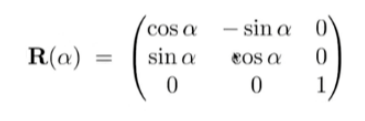 R(α) = ( cos α  − sin α  0
sin α  cos α  0
0  0  1 )